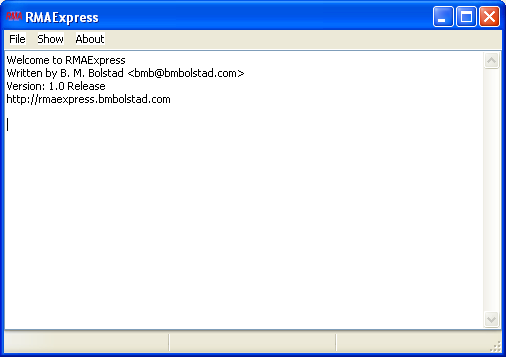 RMAExpress
File Show About
Welcome to RMAExpress
Written by B. M. Bolstad <bmb@bmbolstad.com>
Version: 1.0 Release
http://rmaexpress.bmbolstad.com